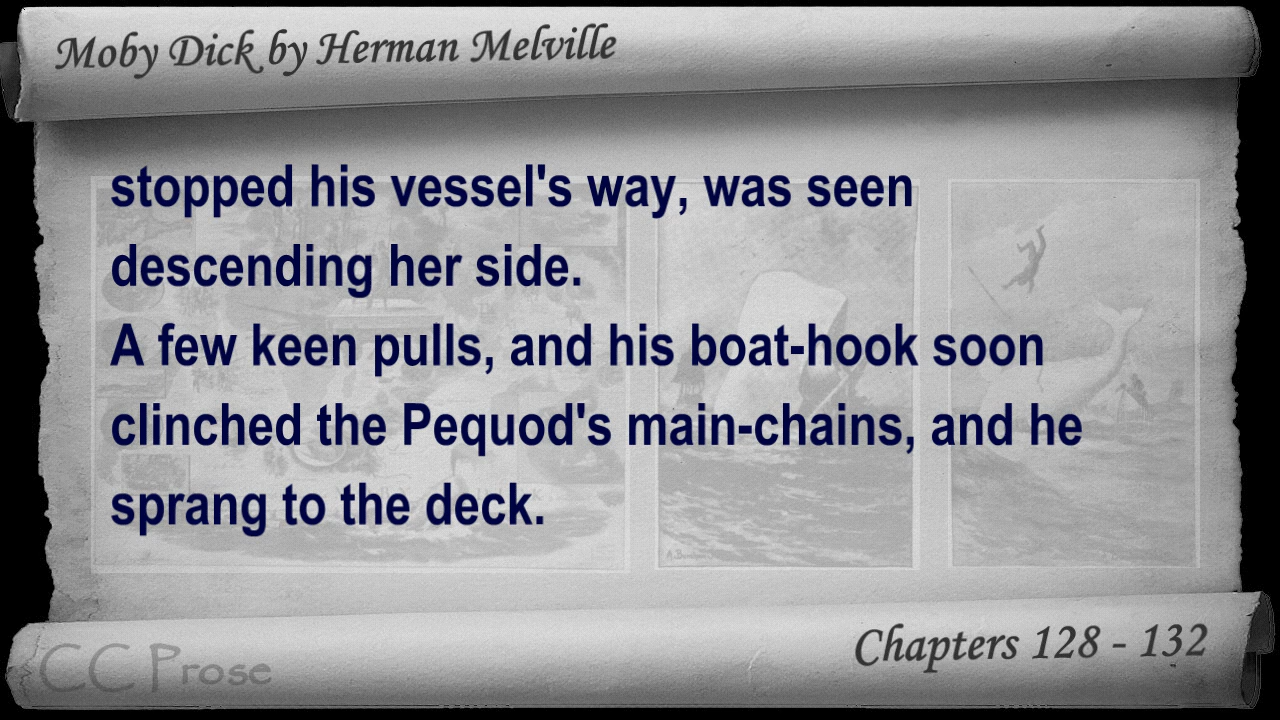 Moby Dick by Herman Melville
stopped his vessel's way, was seen
descending her side.
A few keen pulls, and his boat-hook soon
clinched the Pequod's main-chains, and he
sprang to the deck.
Chapters 128 - 132
CC Prose